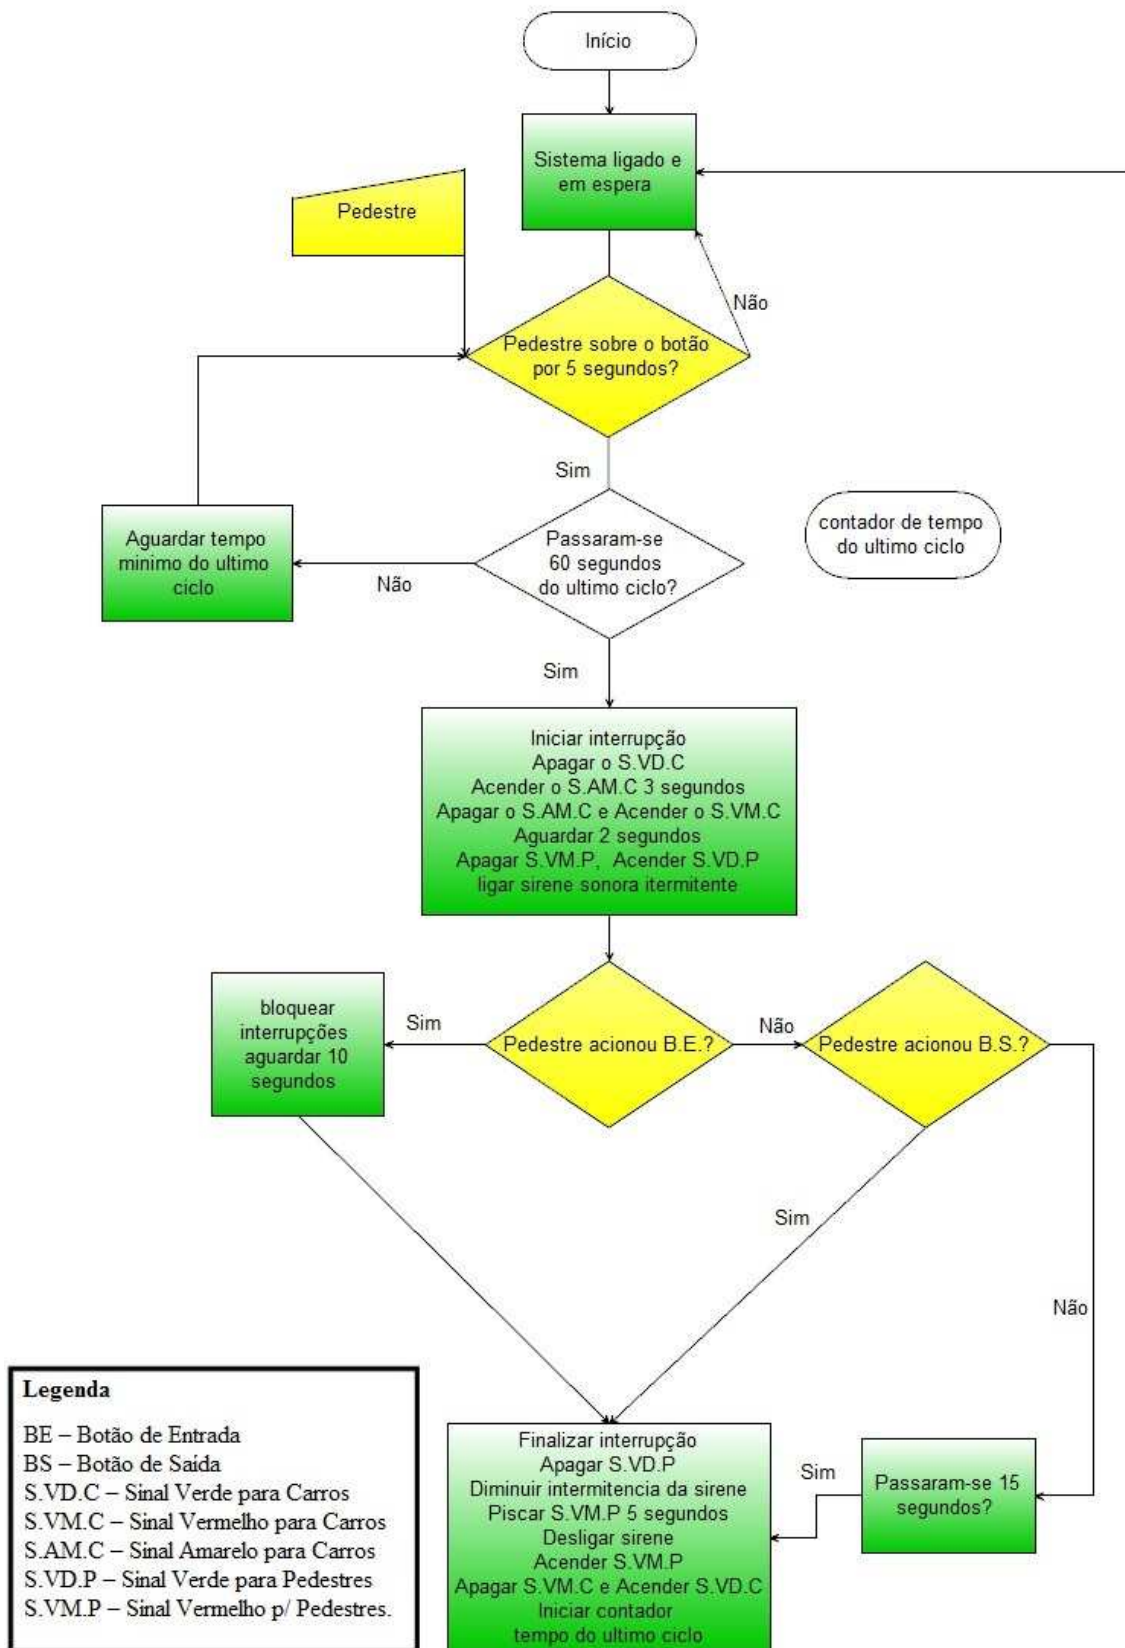 Início
Sistema ligado e
em espera
Pedestre
Não
Pedestre sobre o botão
por 5 segundos?
Sim
Passaram-se
60 segundos
do ultimo ciclo?
contador de tempo
do ultimo ciclo
Aguardar tempo
minimo do ultimo
ciclo
Não
Sim
Iniciar interrupção
Apagar o S.VD.C
Acender o S.AM.C 3 segundos
Apagar o S.AM.C e Acender o S.VM.C
Aguardar 2 segundos
Apagar S.VM.P, Acender S.VD.P
ligar sirene sonora itermitente
bloquear
interrupções
aguardar 10
segundos
Sim
Pedestre acionou B.E.?
Não
Pedestre acionou B.S.?
Sim
Não
Legenda
BE – Botão de Entrada
BS – Botão de Saída
S.VD.C – Sinal Verde para Carros
S.VM.C – Sinal Vermelho para Carros
S.AM.C – Sinal Amarelo para Carros
S.VD.P – Sinal Verde para Pedestres
S.VM.P – Sinal Vermelho p/ Pedestres.
Finalizar interrupção
Apagar S.VD.P
Diminuir intermitencia da sirene
Piscar S.VM.P 5 segundos
Desligar sirene
Acender S.VM.P
Apagar S.VM.C e Acender S.VD.C
Iniciar contador
tempo do ultimo ciclo
Sim
Passaram-se 15
segundos?